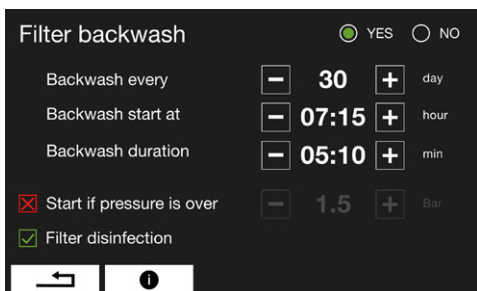 Filter backwash YES NO
Backwash every − 30 + day
Backwash start at − 07:15 + hour
Backwash duration − 05:10 + min
Start if pressure is over − 1.5 + Bar
Filter disinfection
i